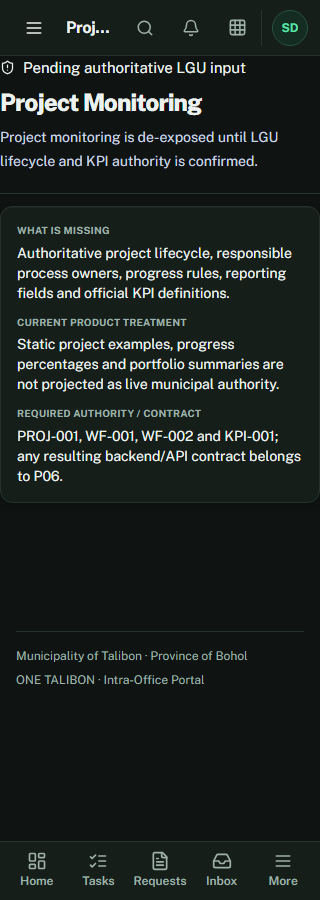 Proj...
SD
Pending authoritative LGU input
Project Monitoring
Project monitoring is de-exposed until LGU
lifecycle and KPI authority is confirmed.
WHAT IS MISSING
Authoritative project lifecycle, responsible
process owners, progress rules, reporting
fields and official KPI definitions.
CURRENT PRODUCT TREATMENT
Static project examples, progress
percentages and portfolio summaries are
not projected as live municipal authority.
REQUIRED AUTHORITY / CONTRACT
PROJ-001, WF-001, WF-002 and KPI-001;
any resulting backend/API contract belongs
to P06.
Municipality of Talibon · Province of Bohol
ONE TALIBON · Intra-Office Portal
Home
Tasks
Requests
Inbox
More